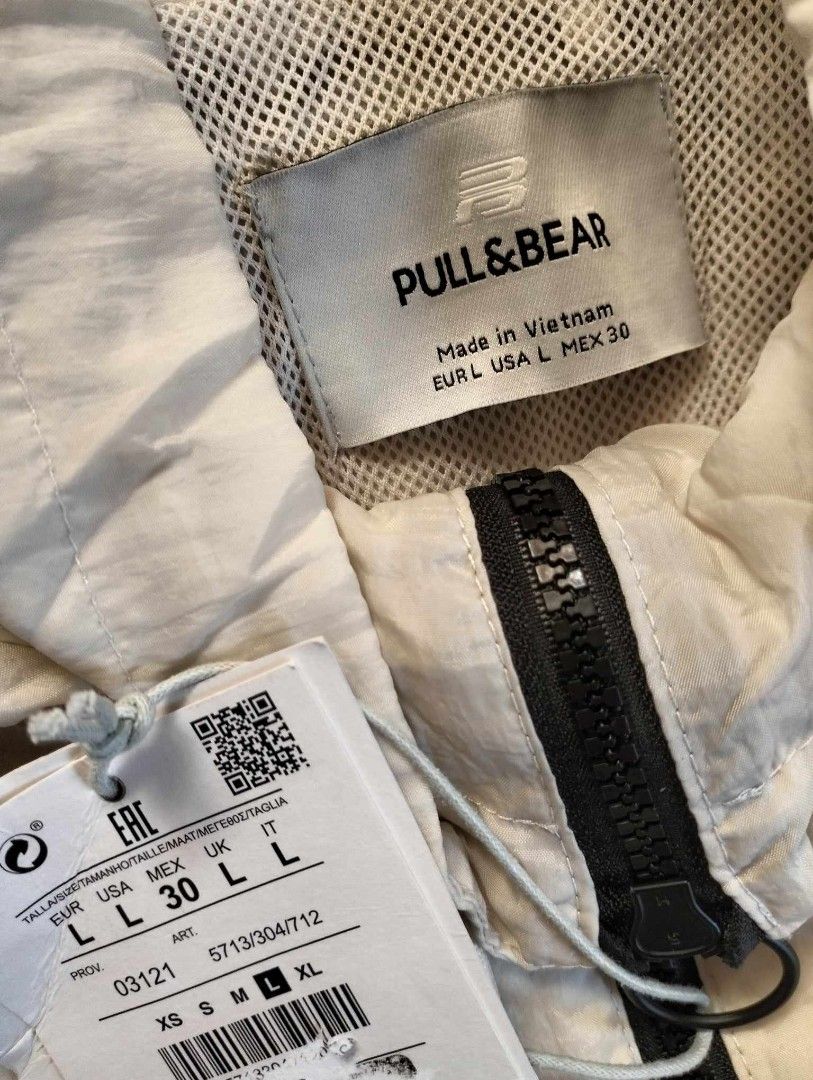 PULL&BEAR
Made in Vietnam
EUR L USA L MEX 30
EAC
TALLA/SIZE/TAMANHO/TAILLE/MAAT/ΜΕΓΕΘΟΣ/TAGLIA
EUR USA MEX UK IT
L L 30 L L
PROV. 03121 ART. 5713/304/712
XS S M L XL